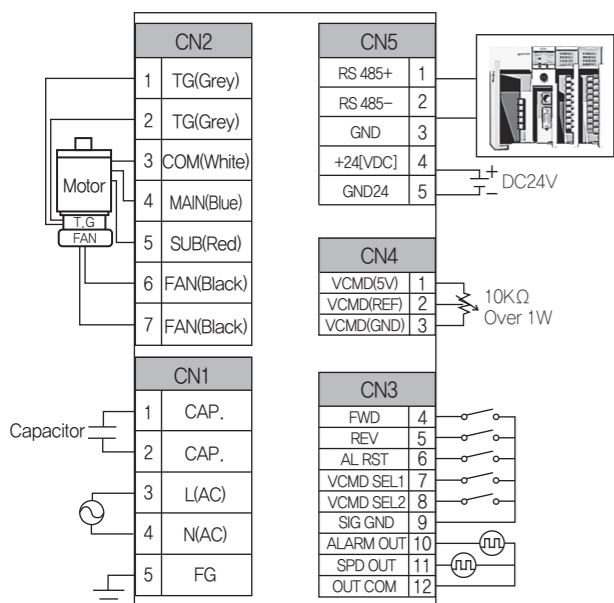 CN2
1 TG(Grey)
2 TG(Grey)
3 COM(White)
4 MAIN(Blue)
5 SUB(Red)
6 FAN(Black)
7 FAN(Black)
Motor
T.G
FAN
CN1
1 CAP.
2 CAP.
3 L(AC)
4 N(AC)
5 FG
Capacitor
CN5
RS 485+ 1
RS 485- 2
GND 3
+24[VDC] 4
GND24 5
+
DC24V
−
CN4
VCMD(5V) 1
VCMD(REF) 2
VCMD(GND) 3
10KΩ
Over 1W
CN3
FWD 4
REV 5
AL RST 6
VCMD SEL1 7
VCMD SEL2 8
SIG GND 9
ALARM OUT 10
SPD OUT 11
OUT COM 12